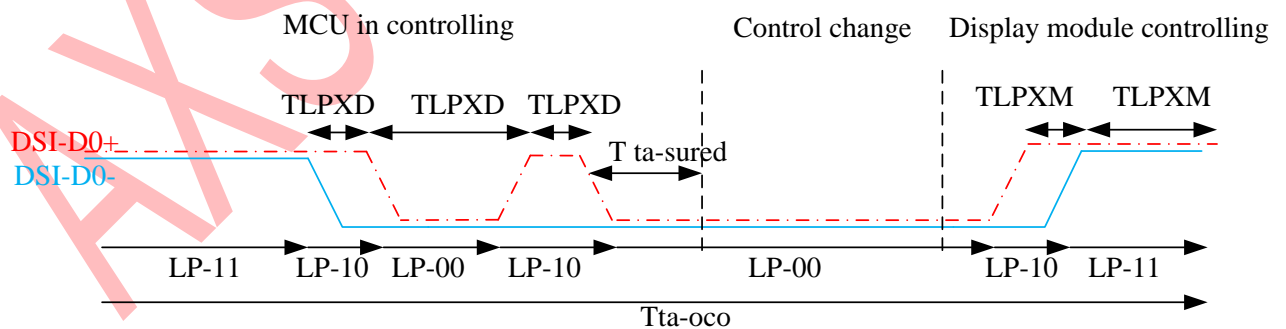 MCU in controlling
Control change
Display module controlling
TLPXD
TLPXD
TLPXD
TLPXM
TLPXM
DSI-D0+
DSI-D0-
T ta-sured
LP-11
LP-10
LP-00
LP-10
LP-00
LP-10
LP-11
Tta-oco
AXS